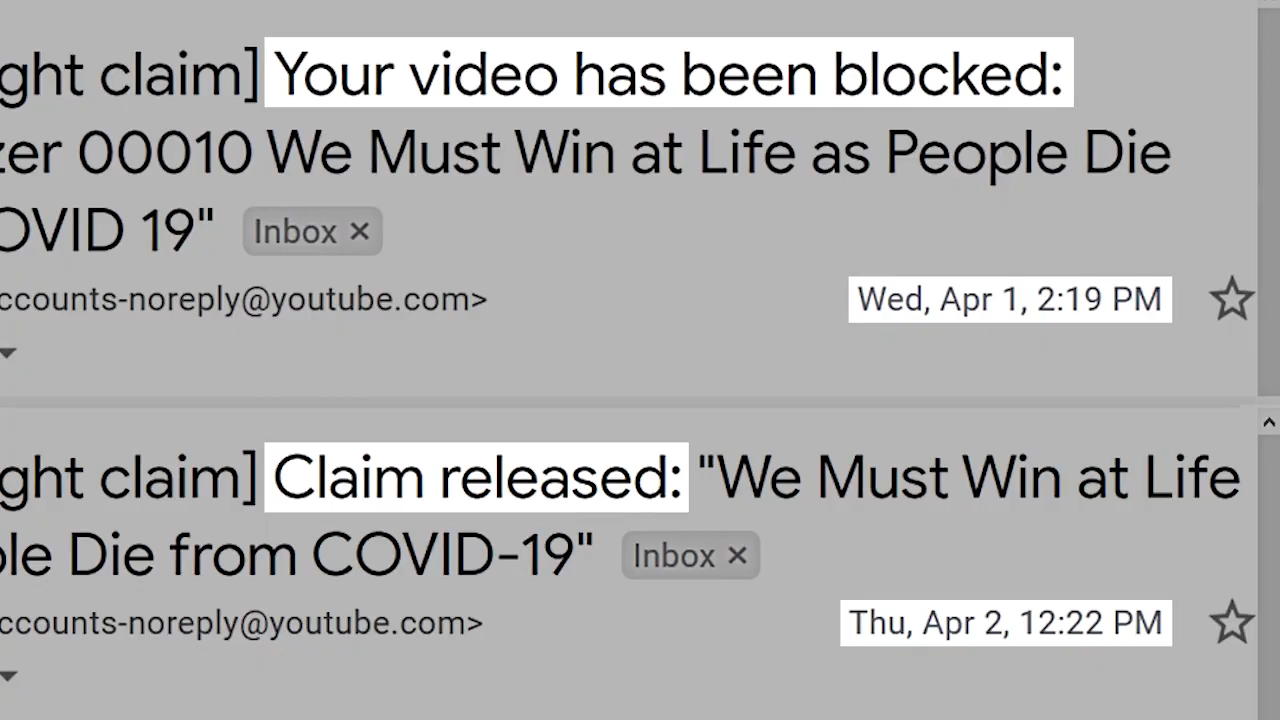 ght claim] Your video has been blocked:
zer 00010 We Must Win at Life as People Die
OVID 19" Inbox ×
ccounts-noreply@youtube.com> Wed, Apr 1, 2:19 PM
ght claim] Claim released: "We Must Win at Life
ple Die from COVID-19" Inbox ×
ccounts-noreply@youtube.com> Thu, Apr 2, 12:22 PM